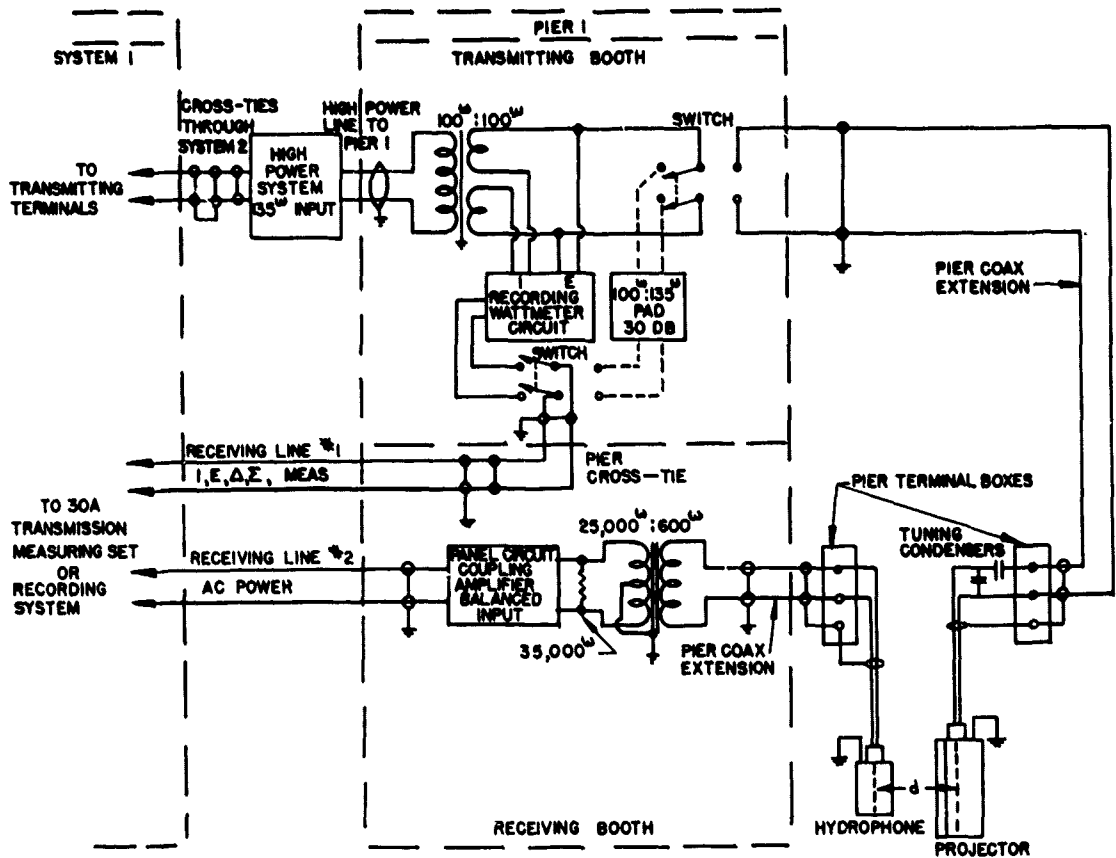 PIER 1
SYSTEM 1
TRANSMITTING BOOTH
CROSS-TIES
THROUGH
SYSTEM 2
HIGH POWER
LINE TO
PIER 1
100ω:100ω
SWITCH
TO
TRANSMITTING
TERMINALS
HIGH
POWER
SYSTEM
135ω INPUT
PIER COAX
EXTENSION
I E
RECORDING
WATTMETER
CIRCUIT
100ω:135ω
PAD
30 DB
SWITCH
RECEIVING LINE #1
I,E,Δ,Σ, MEAS
PIER
CROSS-TIE
TO 30A
TRANSMISSION
MEASURING SET
OR
RECORDING
SYSTEM
RECEIVING LINE #2
AC POWER
PANEL CIRCUIT
COUPLING
AMPLIFIER
BALANCED
INPUT
25,000ω:600ω
35,000ω
PIER COAX
EXTENSION
PIER TERMINAL BOXES
TUNING
CONDENSERS
d
RECEIVING BOOTH
HYDROPHONE
PROJECTOR